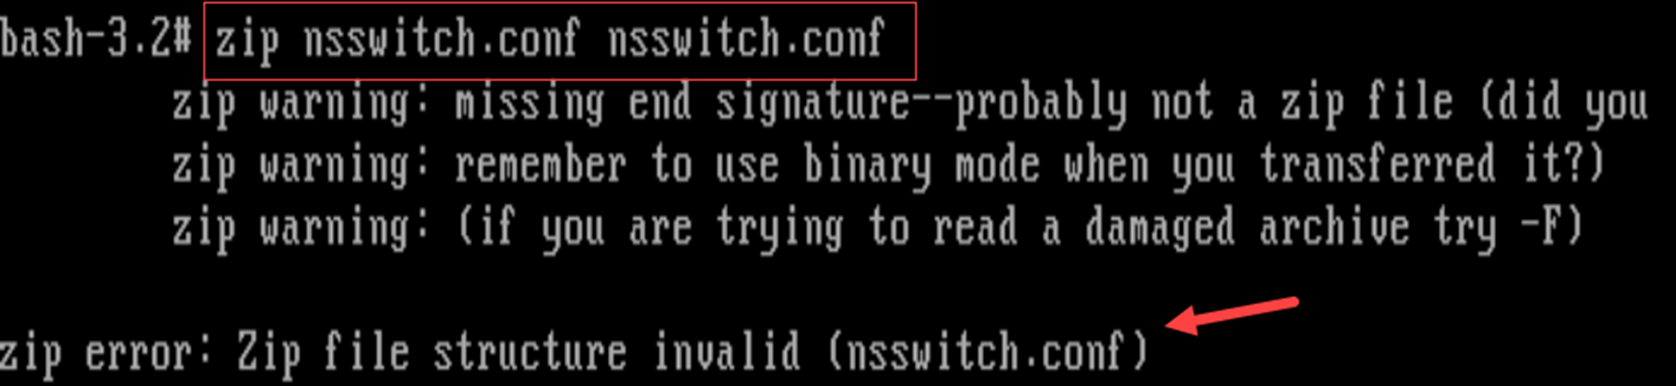 bash-3.2# zip nsswitch.conf nsswitch.conf
zip warning: missing end signature--probably not a zip file (did you
zip warning: remember to use binary mode when you transferred it?)
zip warning: (if you are trying to read a damaged archive try -F)
zip error: Zip file structure invalid (nsswitch.conf)